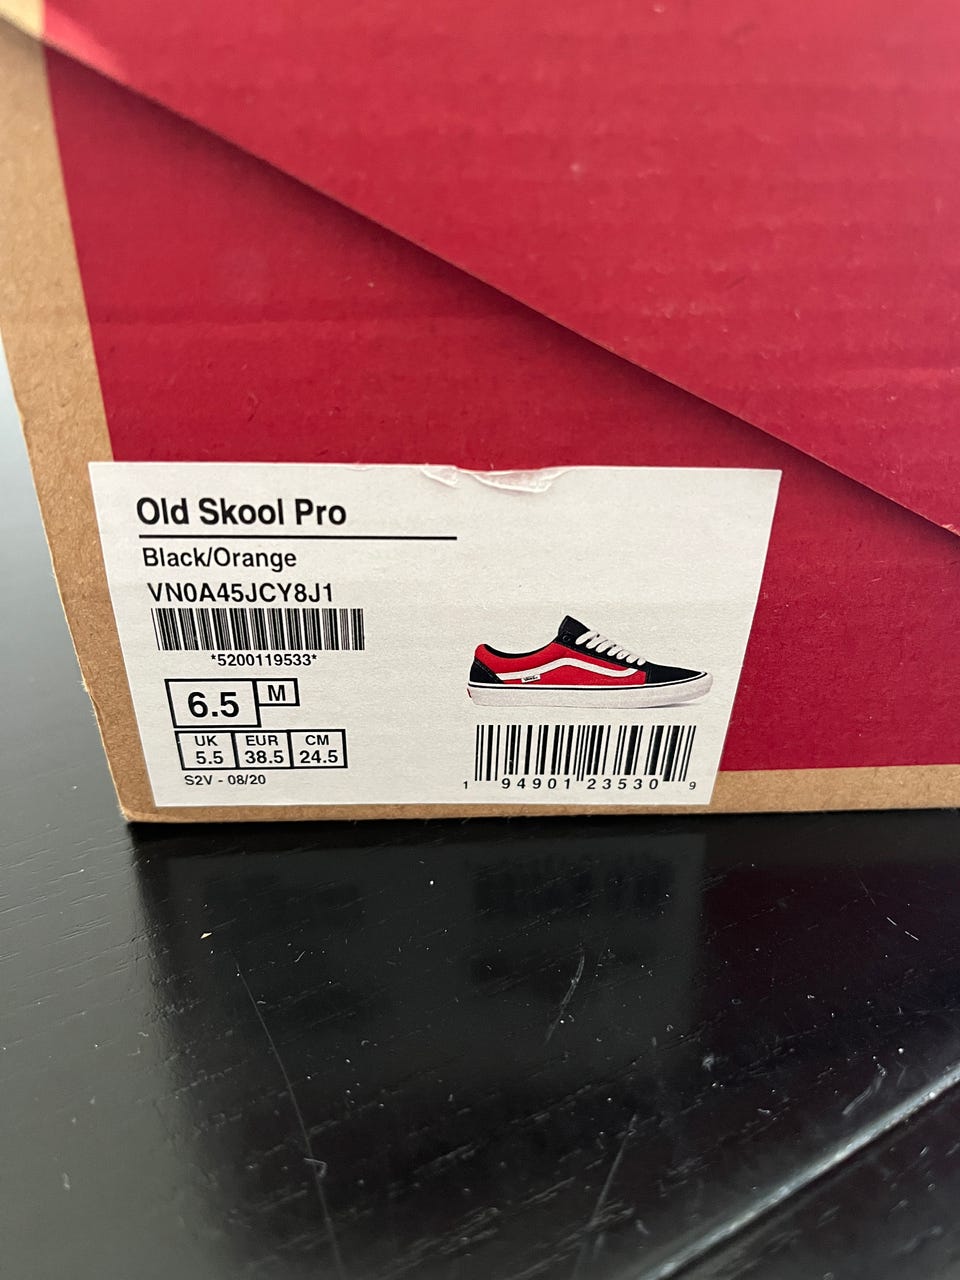 Old Skool Pro
Black/Orange
VN0A45JCY8J1
*5200119533*
6.5 M
UK EUR CM
5.5 38.5 24.5
S2V - 08/20
1 94901 23530 9